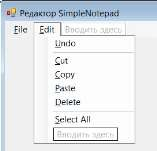 Редактор SimpleNotepad
File Edit Вводить здесь
Undo
Cut
Copy
Paste
Delete
Select All
Вводить здесь